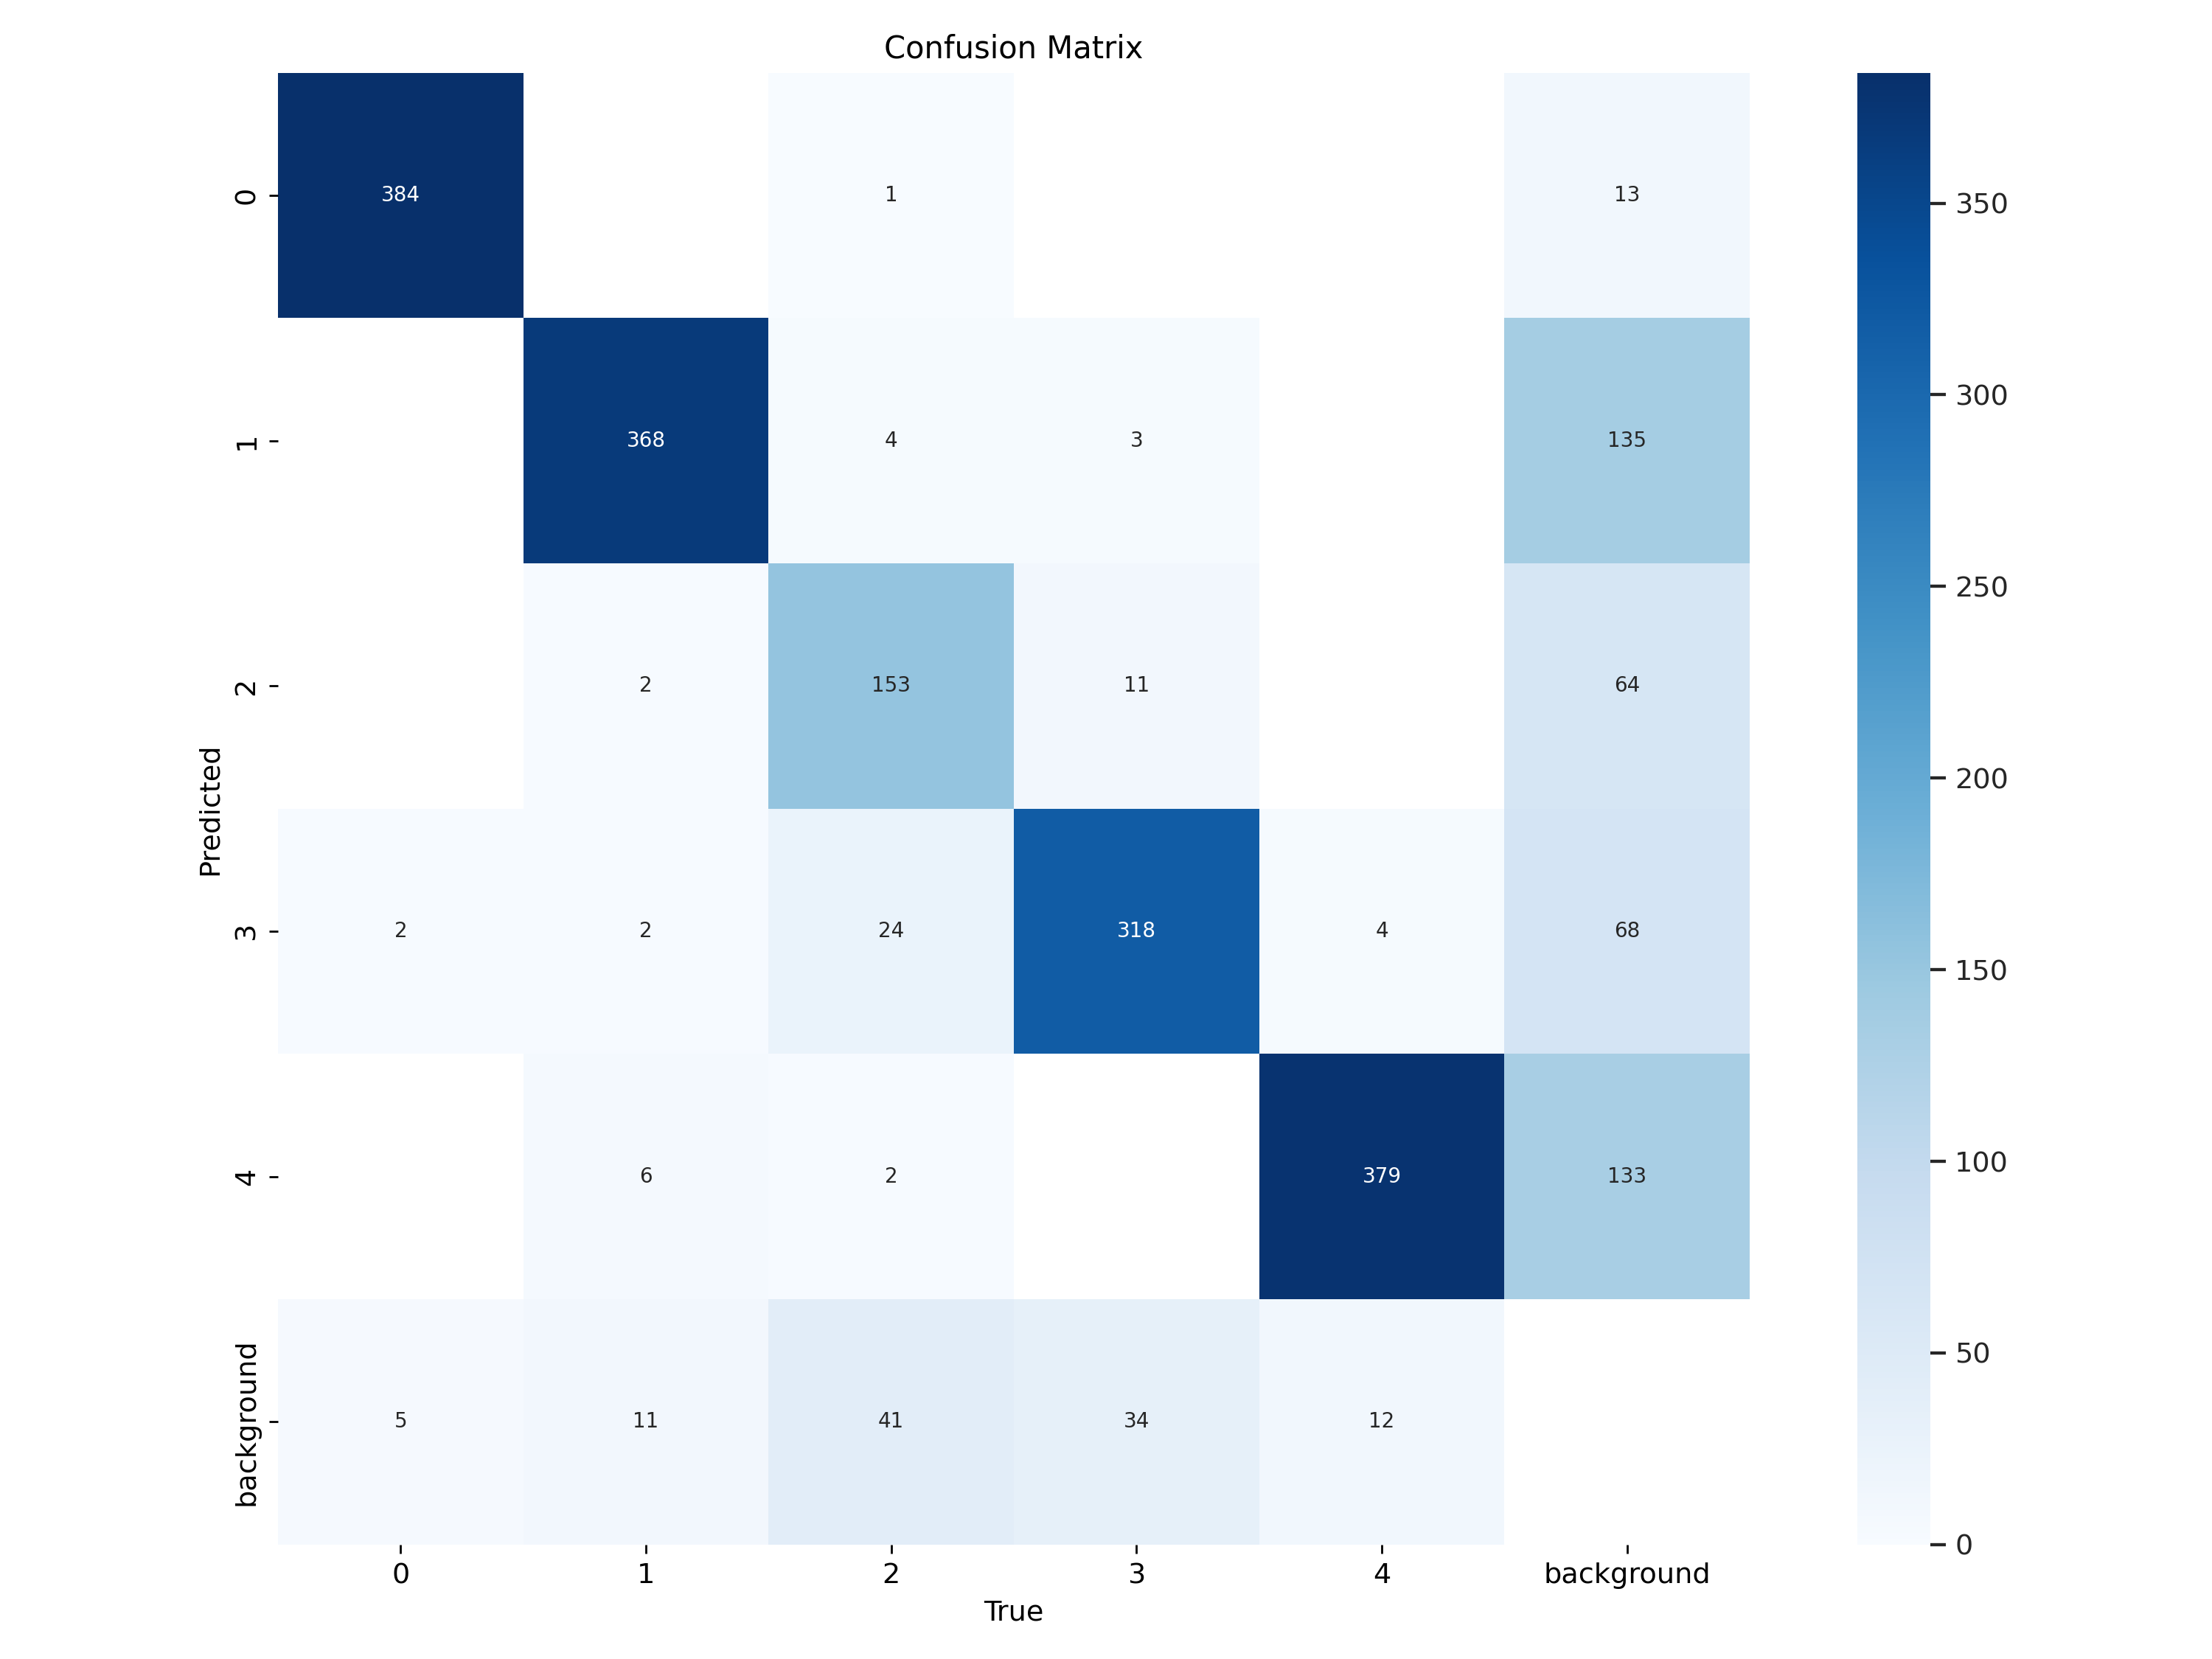 Confusion Matrix
0 384 1 13
1 368 4 3 135
2 2 153 11 64
3 2 2 24 318 4 68
4 6 2 379 133
background 5 11 41 34 12
0 1 2 3 4 background
Predicted
True
350
300
250
200
150
100
50
0